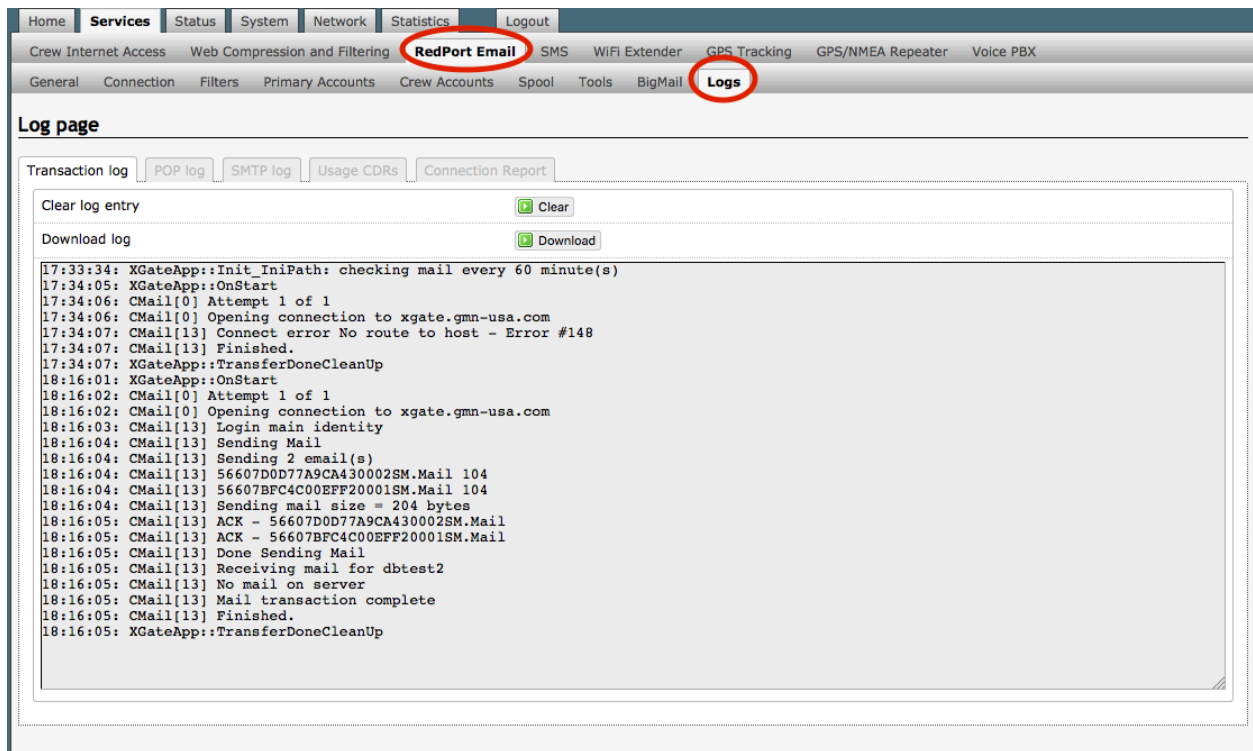 Home Services Status System Network Statistics Logout
Crew Internet Access Web Compression and Filtering RedPort Email SMS WiFi Extender GPS Tracking GPS/NMEA Repeater Voice PBX
General Connection Filters Primary Accounts Crew Accounts Spool Tools BigMail Logs
Log page
Transaction log POP log SMTP log Usage CDRs Connection Report
Clear log entry Clear
Download log Download
17:33:34: XGateApp::Init_IniPath: checking mail every 60 minute(s)
17:34:05: XGateApp::OnStart
17:34:06: CMail[0] Attempt 1 of 1
17:34:06: CMail[0] Opening connection to xgate.gmn-usa.com
17:34:07: CMail[13] Connect error No route to host - Error #148
17:34:07: CMail[13] Finished.
17:34:07: XGateApp::TransferDoneCleanUp
18:16:01: XGateApp::OnStart
18:16:02: CMail[0] Attempt 1 of 1
18:16:02: CMail[0] Opening connection to xgate.gmn-usa.com
18:16:03: CMail[13] Login main identity
18:16:04: CMail[13] Sending Mail
18:16:04: CMail[13] Sending 2 email(s)
18:16:04: CMail[13] 56607D0D77A9CA430002SM.Mail 104
18:16:04: CMail[13] 56607BFC4C00EFF20001SM.Mail 104
18:16:04: CMail[13] Sending mail size = 204 bytes
18:16:05: CMail[13] ACK - 56607D0D77A9CA430002SM.Mail
18:16:05: CMail[13] ACK - 56607BFC4C00EFF20001SM.Mail
18:16:05: CMail[13] Done Sending Mail
18:16:05: CMail[13] Receiving mail for dbtest2
18:16:05: CMail[13] No mail on server
18:16:05: CMail[13] Mail transaction complete
18:16:05: CMail[13] Finished.
18:16:05: XGateApp::TransferDoneCleanUp